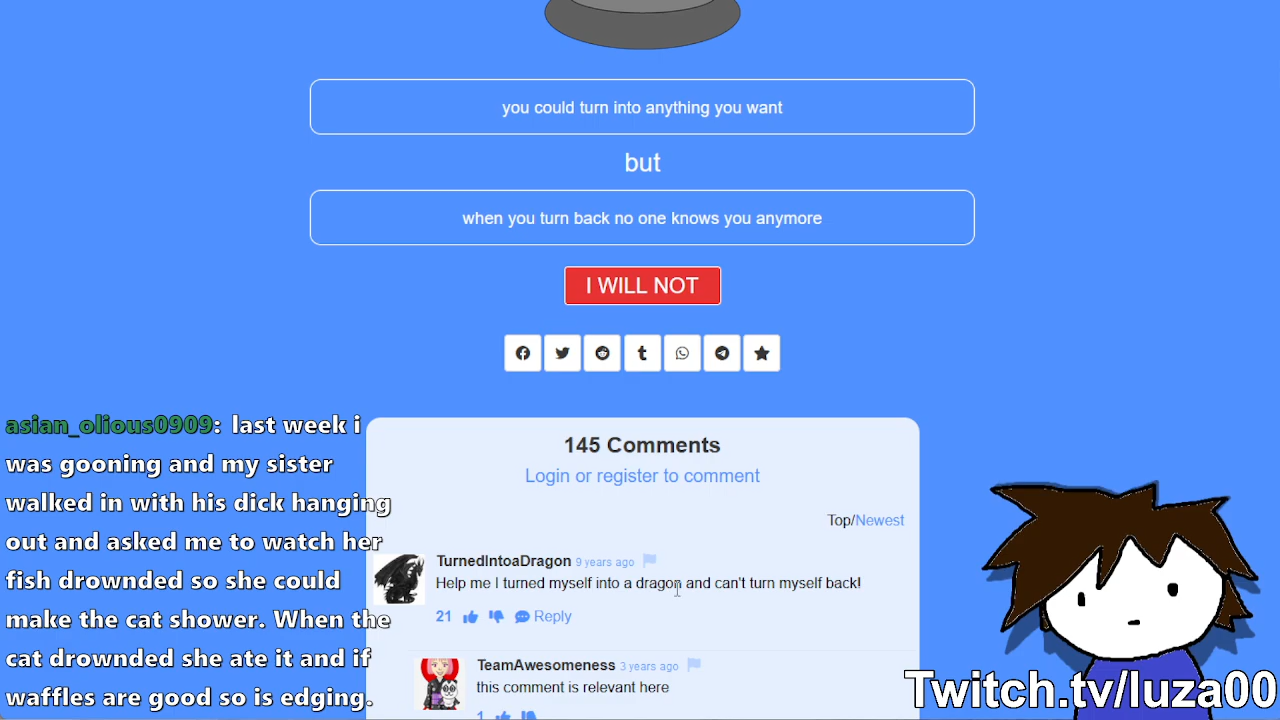 you could turn into anything you want
but
when you turn back no one knows you anymore
I WILL NOT
145 Comments
Login or register to comment
Top/Newest
TurnedIntoaDragon 9 years ago
Help me I turned myself into a dragon and can't turn myself back!
21 Reply
TeamAwesomeness 3 years ago
this comment is relevant here
1
asian_olious0909: last week i
was gooning and my sister
walked in with his dick hanging
out and asked me to watch her
fish drownded so she could
make the cat shower. When the
cat drownded she ate it and if
waffles are good so is edging.
Twitch.tv/luza00